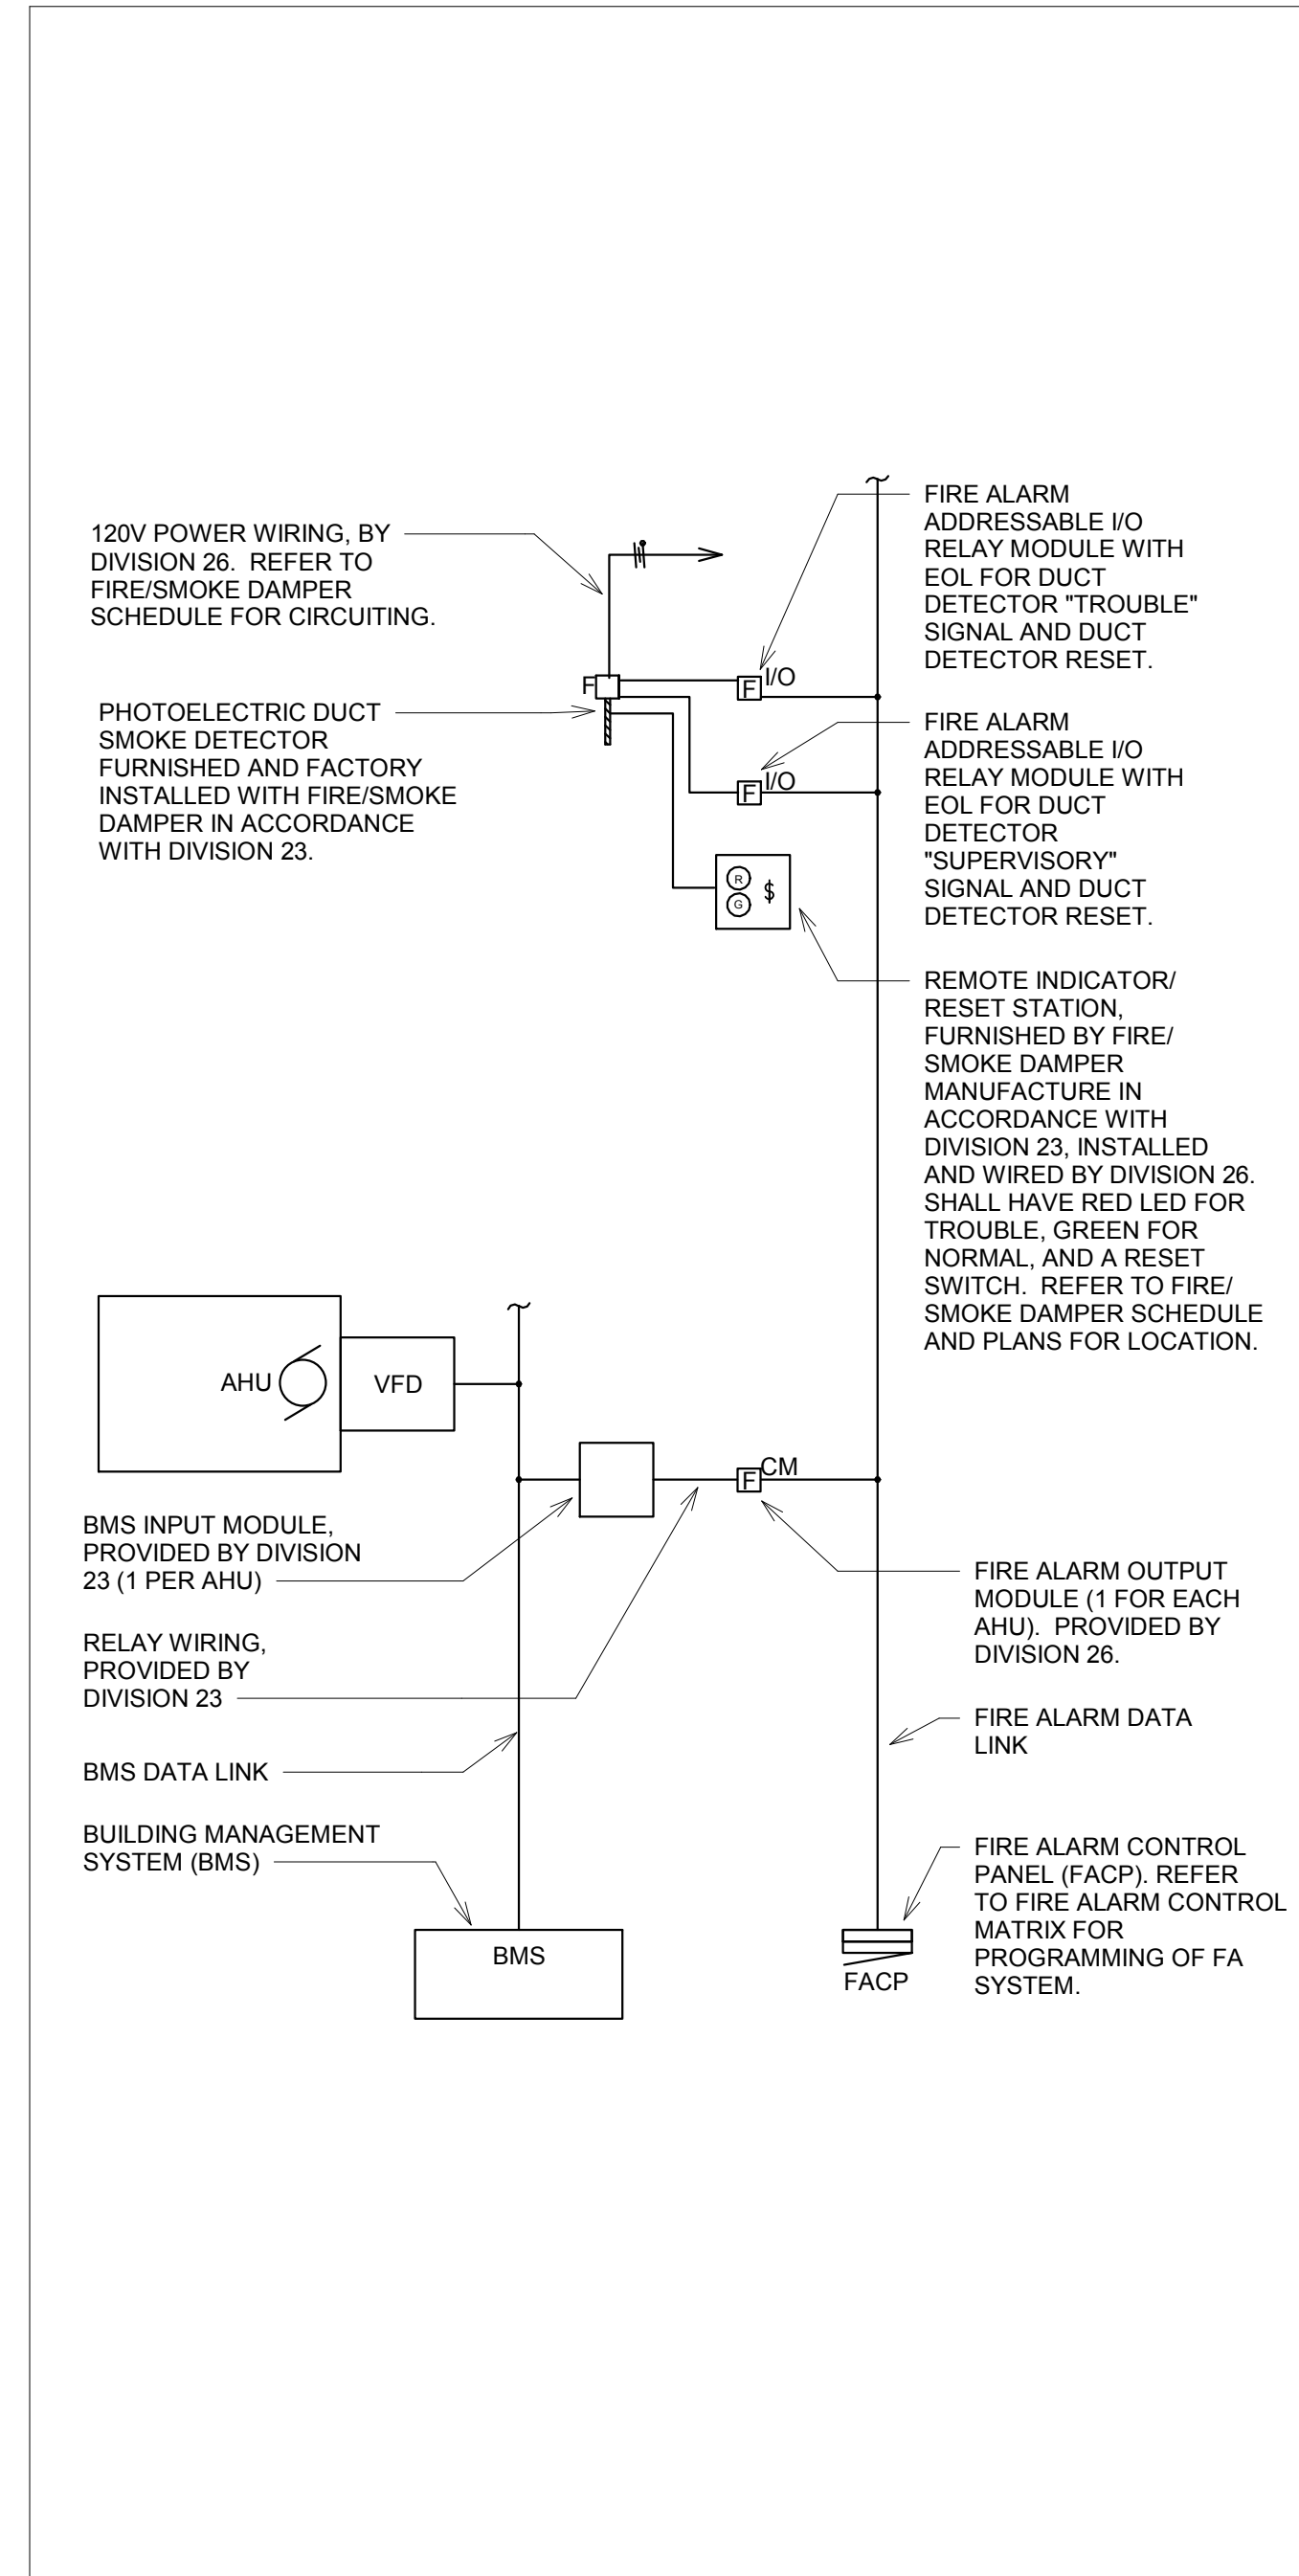 120V POWER WIRING, BY
DIVISION 26.  REFER TO
FIRE/SMOKE DAMPER
SCHEDULE FOR CIRCUITING.
FIRE ALARM
ADDRESSABLE I/O
RELAY MODULE WITH
EOL FOR DUCT
DETECTOR "TROUBLE"
SIGNAL AND DUCT
DETECTOR RESET.
F
F
I/O
PHOTOELECTRIC DUCT
SMOKE DETECTOR
FURNISHED AND FACTORY
INSTALLED WITH FIRE/SMOKE
DAMPER IN ACCORDANCE
WITH DIVISION 23.
F
I/O
FIRE ALARM
ADDRESSABLE I/O
RELAY MODULE WITH
EOL FOR DUCT
DETECTOR
"SUPERVISORY"
SIGNAL AND DUCT
DETECTOR RESET.
R
G
$
REMOTE INDICATOR/
RESET STATION,
FURNISHED BY FIRE/
SMOKE DAMPER
MANUFACTURE IN
ACCORDANCE WITH
DIVISION 23, INSTALLED
AND WIRED BY DIVISION 26.
SHALL HAVE RED LED FOR
TROUBLE, GREEN FOR
NORMAL, AND A RESET
SWITCH.  REFER TO FIRE/
SMOKE DAMPER SCHEDULE
AND PLANS FOR LOCATION.
AHU
VFD
F
CM
BMS INPUT MODULE,
PROVIDED BY DIVISION
23 (1 PER AHU)
RELAY WIRING,
PROVIDED BY
DIVISION 23
BMS DATA LINK
BUILDING MANAGEMENT
SYSTEM (BMS)
FIRE ALARM OUTPUT
MODULE (1 FOR EACH
AHU).  PROVIDED BY
DIVISION 26.
FIRE ALARM DATA
LINK
FIRE ALARM CONTROL
PANEL (FACP). REFER
TO FIRE ALARM CONTROL
MATRIX FOR
PROGRAMMING OF FA
SYSTEM.
BMS
FACP